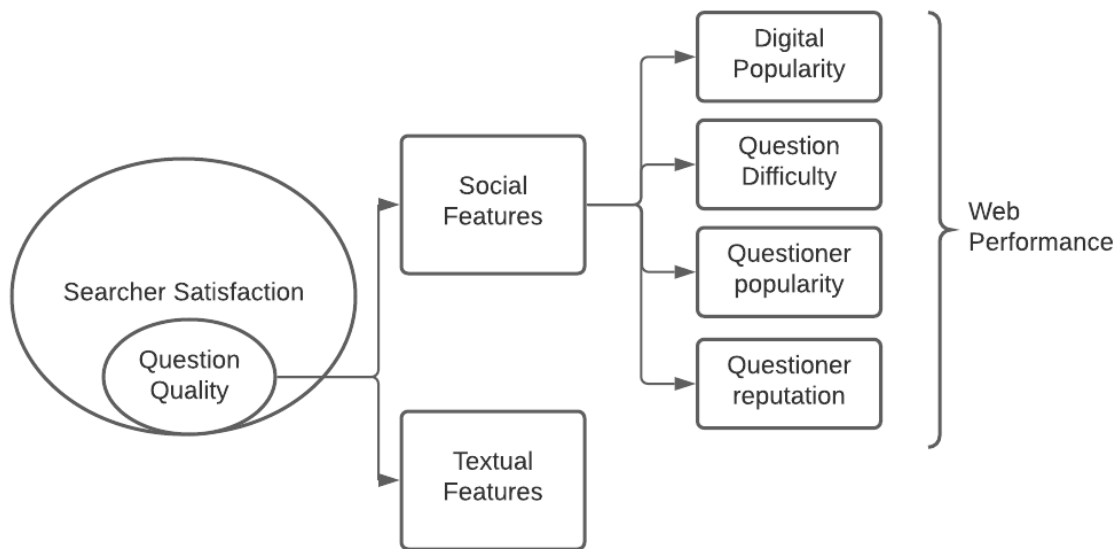 Searcher Satisfaction
Question
Quality
Social
Features
Textual
Features
Digital
Popularity
Question
Difficulty
Questioner
popularity
Questioner
reputation
Web
Performance